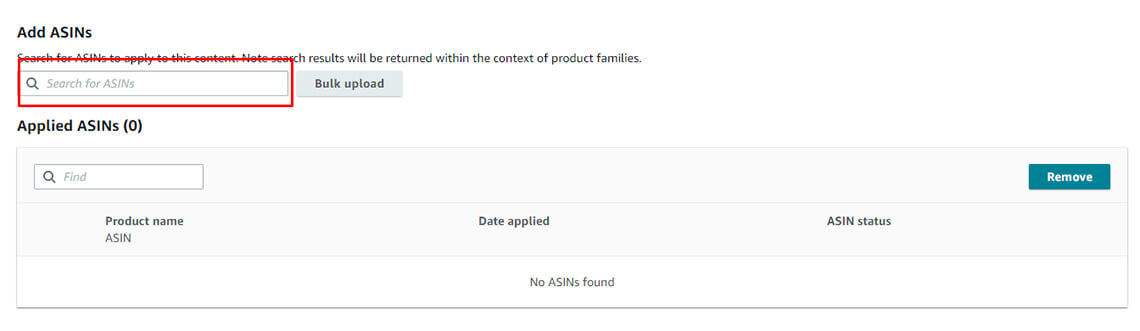 Add ASINs
Search for ASINs to apply to this content. Note search results will be returned within the context of product families.
Search for ASINs
Bulk upload
Applied ASINs (0)
Find
Remove
Product name
Date applied
ASIN status
ASIN
No ASINs found